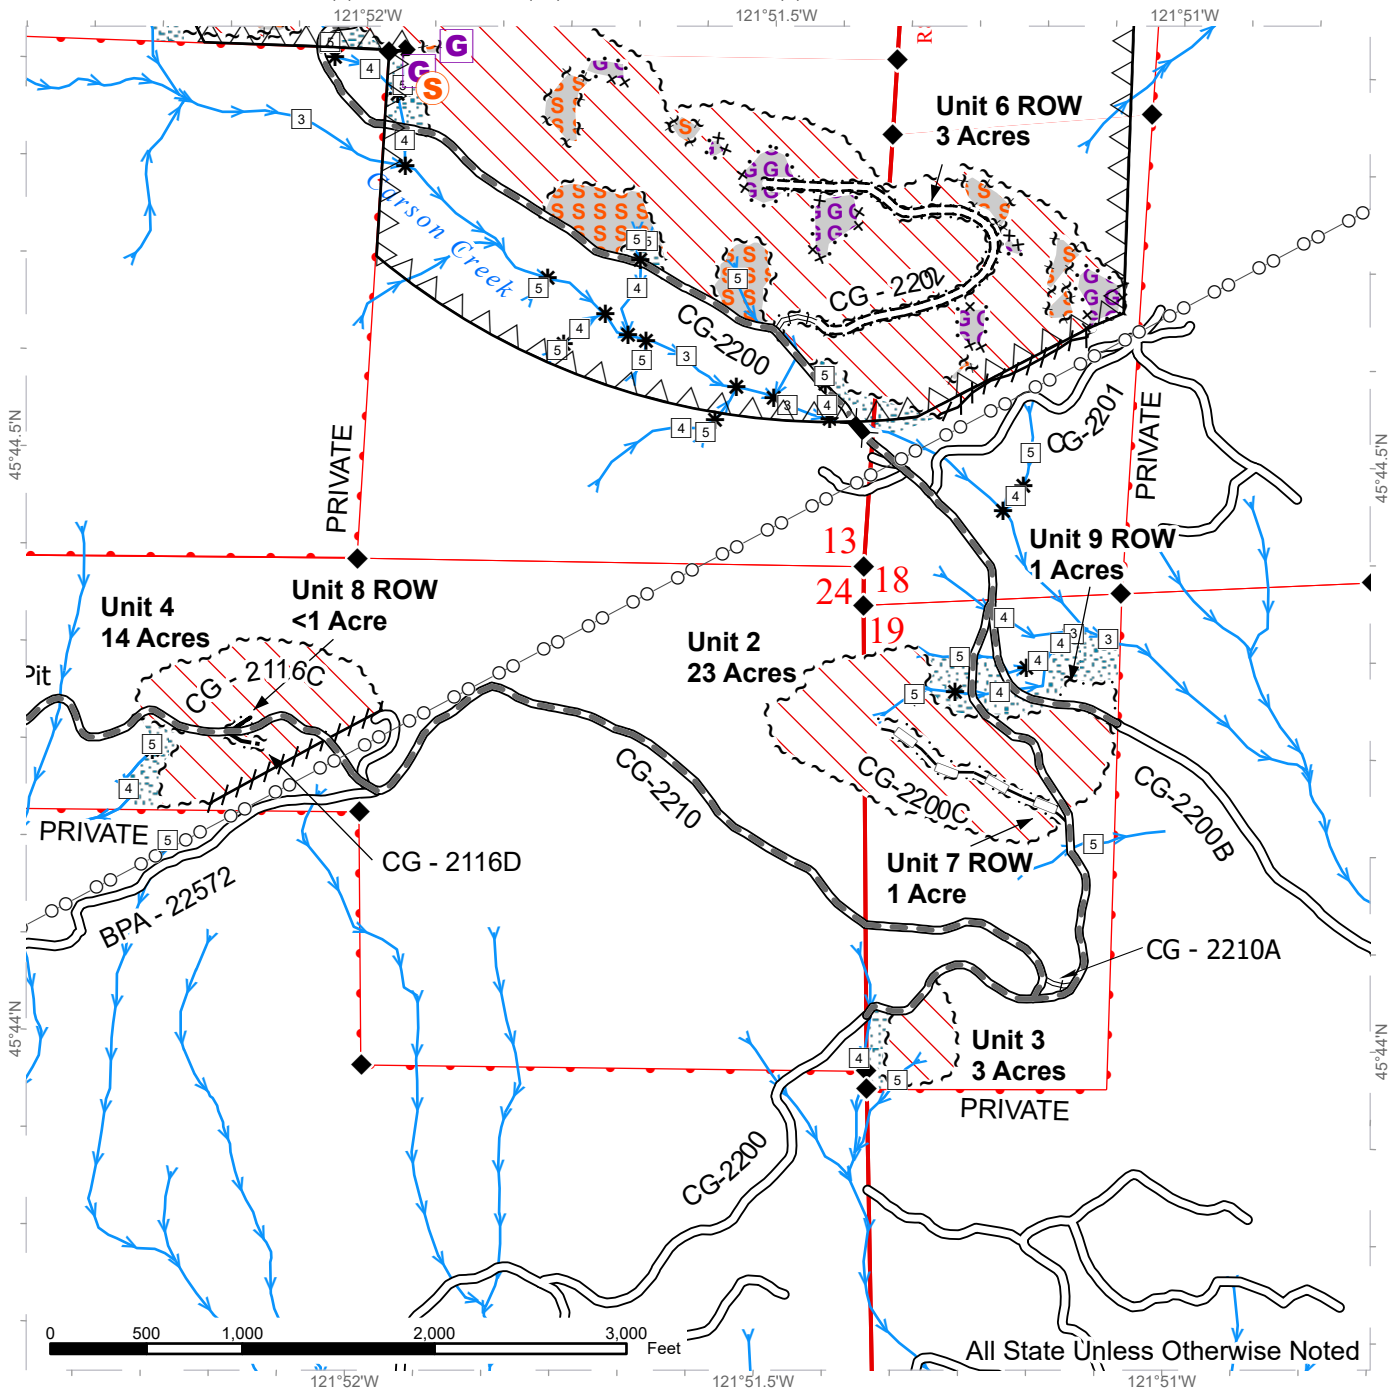 121°52'W
121°51.5'W
121°51'W
G
G
S
Unit 6 ROW
3 Acres
Carson Creek
CG - 2202
CG-2200
CG-2201
PRIVATE
PRIVATE
45°44.5'N
45°44.5'N
13
18
24
19
Unit 9 ROW
1 Acres
Unit 8 ROW
<1 Acre
Unit 4
14 Acres
Unit 2
23 Acres
Pit
CG - 2116C
CG-2210
CG-2200C
CG-2200B
PRIVATE
CG - 2116D
BPA - 22572
Unit 7 ROW
1 Acre
CG - 2210A
45°44'N
45°44'N
Unit 3
3 Acres
PRIVATE
CG-2200
0 500 1,000 2,000 3,000
Feet
All State Unless Otherwise Noted
121°52'W
121°51.5'W
121°51'W